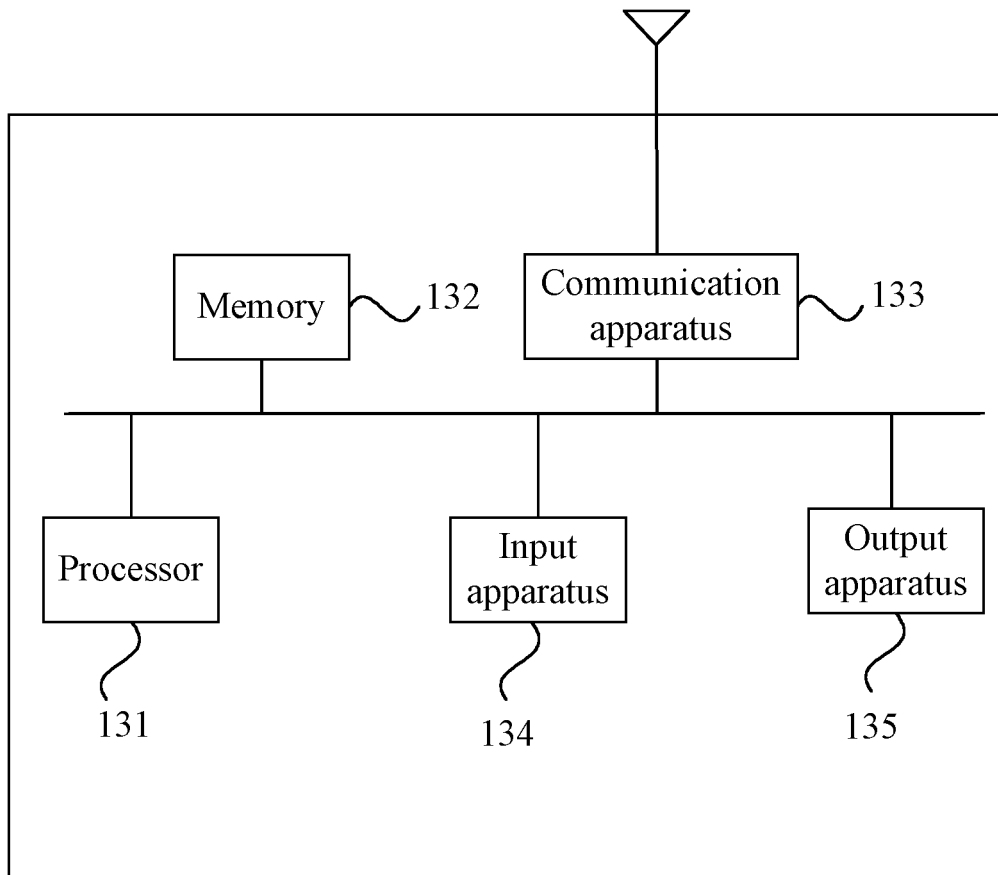 Memory
132
Communication
apparatus
133
Processor
131
Input
apparatus
134
Output
apparatus
135